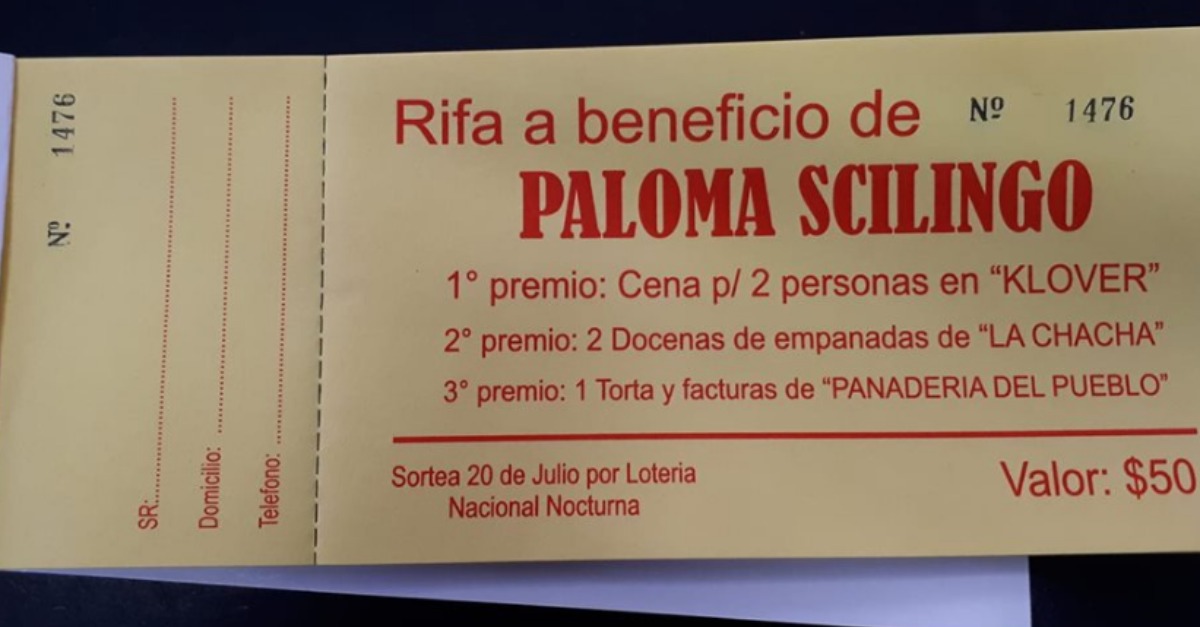 Nº 1476
SR:
Domicilio:
Telefono:
Rifa a beneficio de Nº 1476
PALOMA SCILINGO
1° premio: Cena p/ 2 personas en “KLOVER”
2° premio: 2 Docenas de empanadas de “LA CHACHA”
3° premio: 1 Torta y facturas de “PANADERIA DEL PUEBLO”
Sortea 20 de Julio por Loteria
Nacional Nocturna
Valor: $50